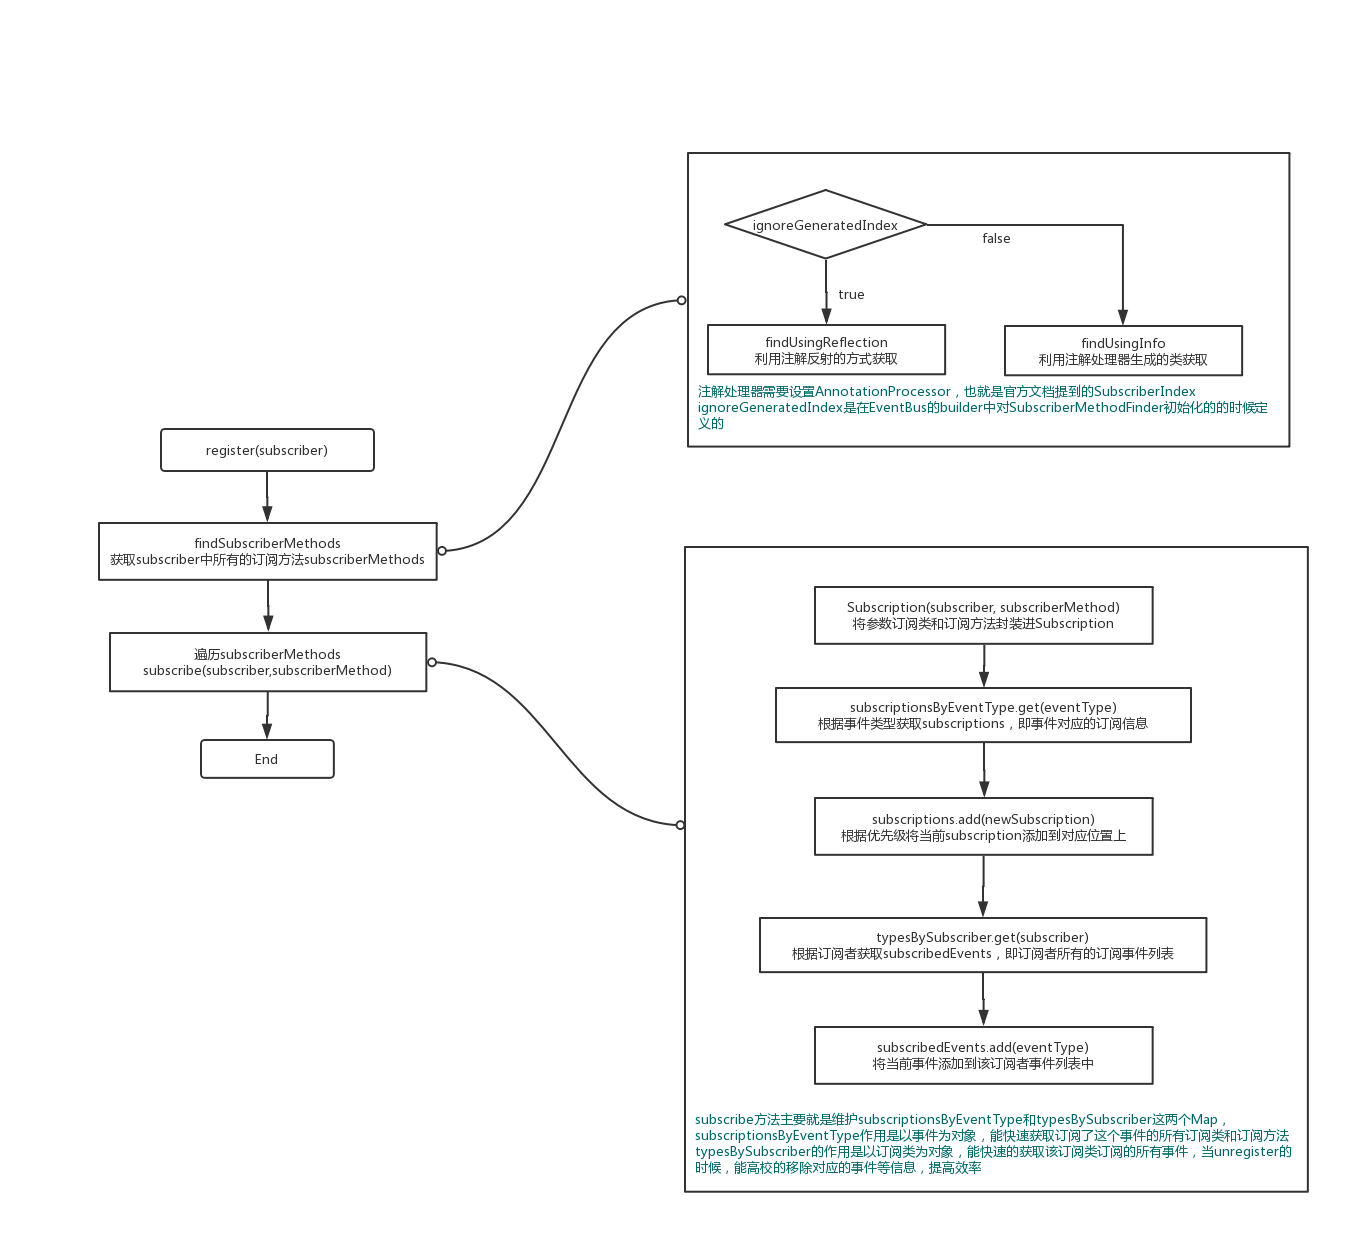 register(subscriber)
findSubscriberMethods
获取subscriber中所有的订阅方法subscriberMethods
遍历subscriberMethods
subscribe(subscriber,subscriberMethod)
End
ignoreGeneratedIndex
false
true
findUsingReflection
利用注解反射的方式获取
findUsingInfo
利用注解处理器生成的类获取
注解处理器需要设置AnnotationProcessor，也就是官方文档提到的SubscriberIndex
ignoreGeneratedIndex是在EventBus的builder中对SubscriberMethodFinder初始化的的时候定
义的
Subscription(subscriber, subscriberMethod)
将参数订阅类和订阅方法封装进Subscription
subscriptionsByEventType.get(eventType)
根据事件类型获取subscriptions，即事件对应的订阅信息
subscriptions.add(newSubscription)
根据优先级将当前subscription添加到对应位置上
typesBySubscriber.get(subscriber)
根据订阅者获取subscribedEvents，即订阅者所有的订阅事件列表
subscribedEvents.add(eventType)
将当前事件添加到该订阅者事件列表中
subscribe方法主要就是维护subscriptionsByEventType和typesBySubscriber这两个Map，
subscriptionsByEventType作用是以事件为对象，能快速获取订阅了这个事件的所有订阅类和订阅方法
typesBySubscriber的作用是以订阅类为对象，能快速的获取该订阅类订阅的所有事件，当unregister的
时候，能高校的移除对应的事件等信息，提高效率